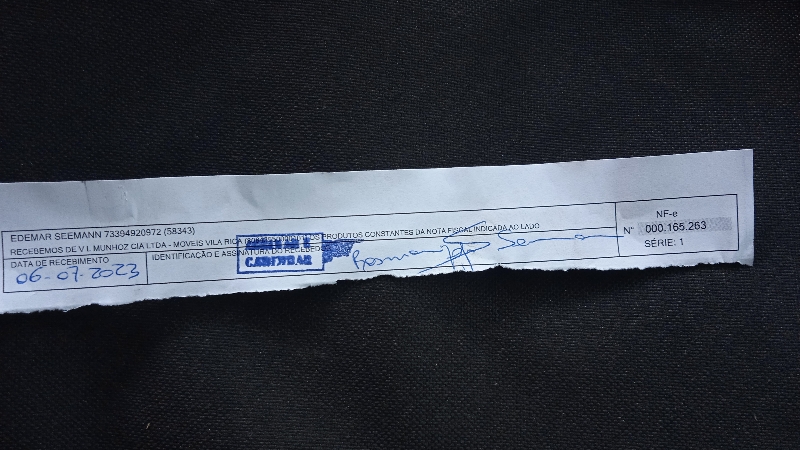 EDEMAR SEEMANN 73394920972 (58343)
RECEBEMOS DE V I. MUNHOZ CIA LTDA - MOVEIS VILA RICA PRODUTOS CONSTANTES DA NOTA FISCAL INDICADA AO LADO
DATA DE RECEBIMENTO
06-07-2023
IDENTIFICAÇÃO E ASSINATURA DO RECEBEDOR
NF-e
N° 000.165.263
SÉRIE: 1